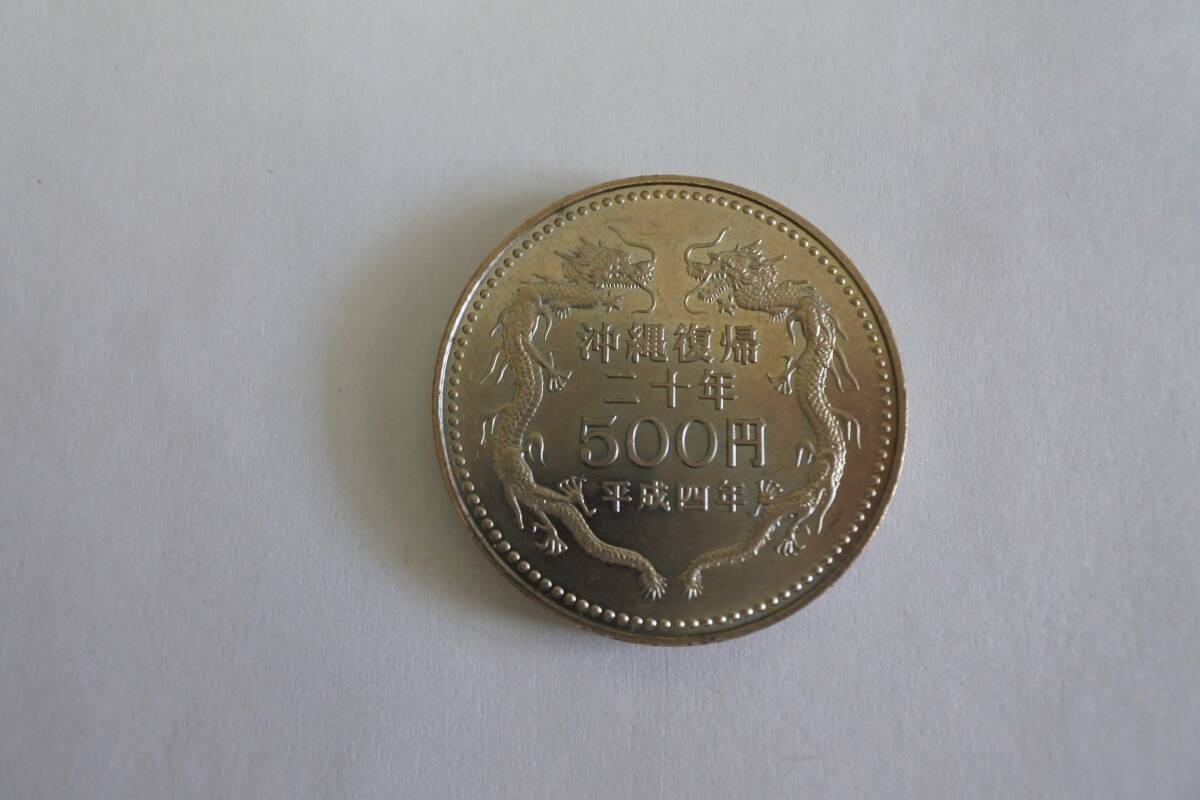 沖縄復帰
二十年
500円
平成四年